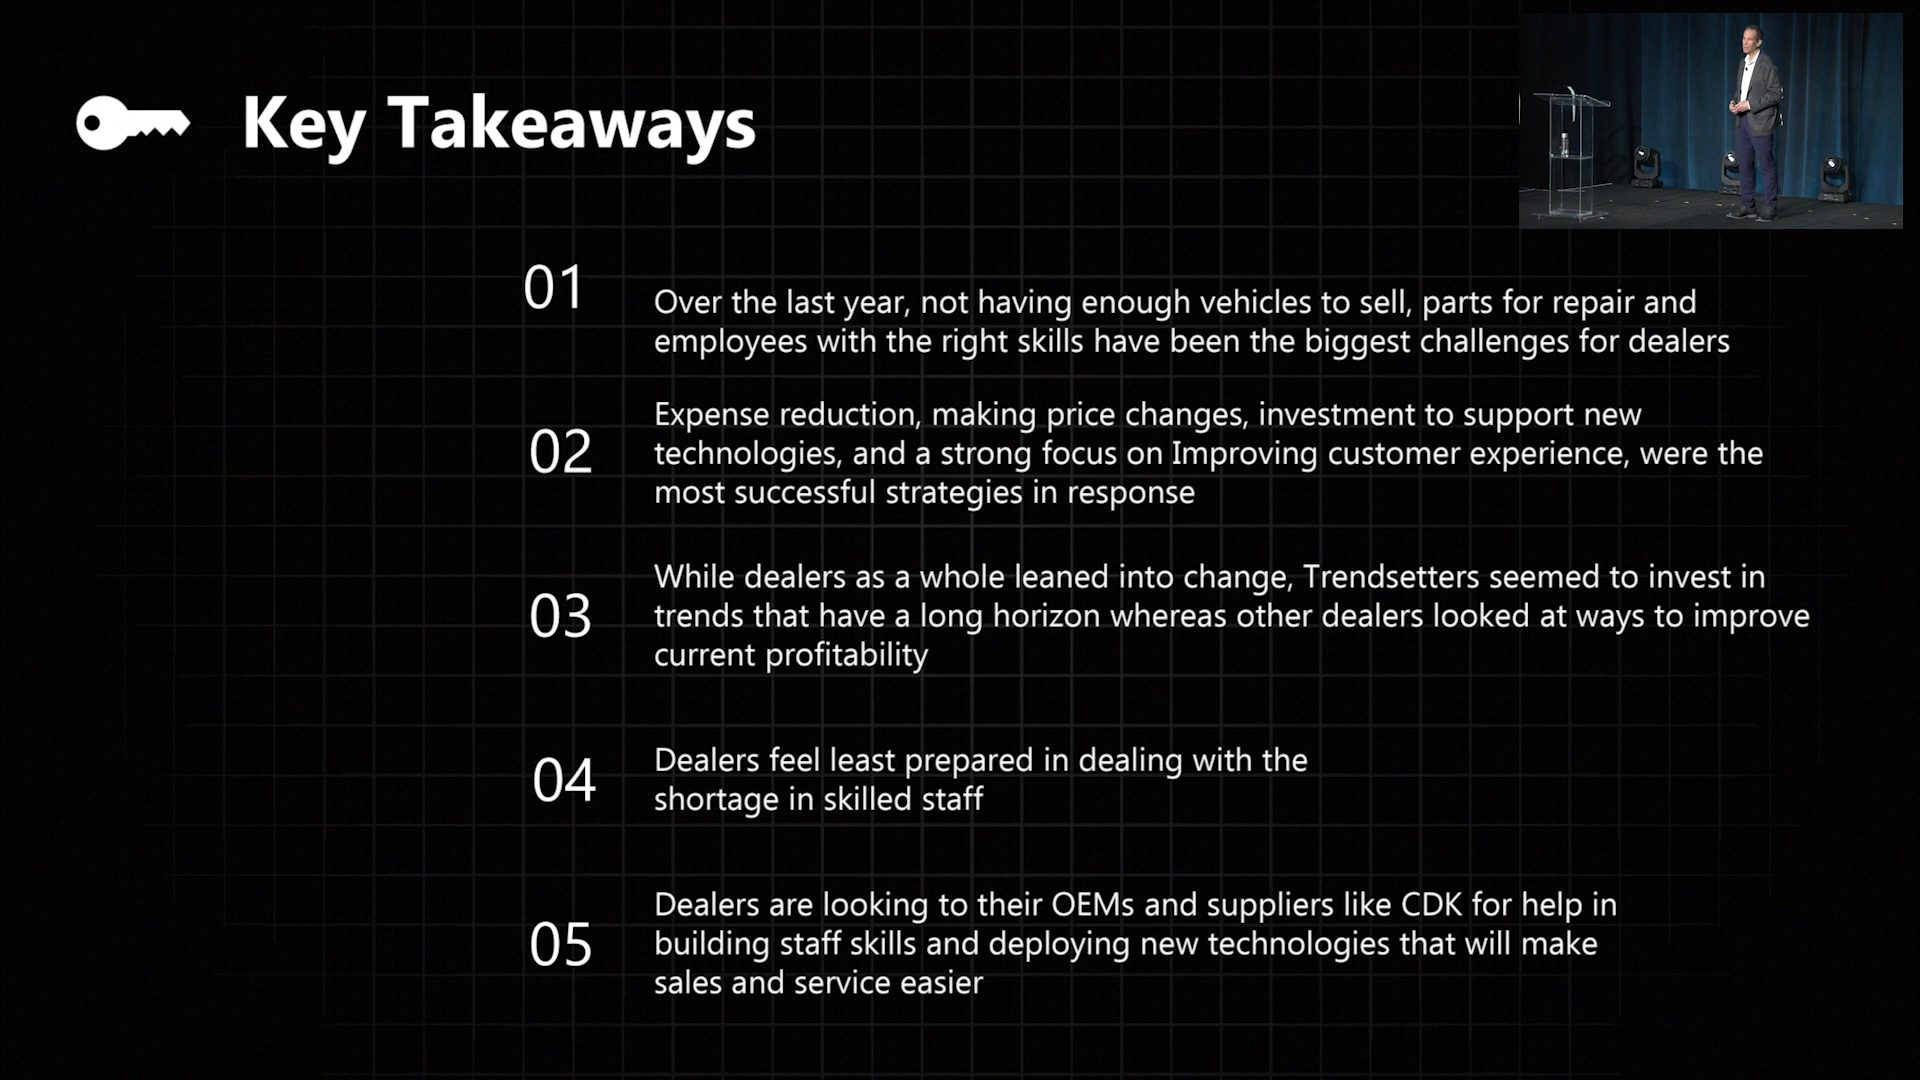 Key Takeaways
01
Over the last year, not having enough vehicles to sell, parts for repair and
employees with the right skills have been the biggest challenges for dealers
02
Expense reduction, making price changes, investment to support new
technologies, and a strong focus on Improving customer experience, were the
most successful strategies in response
03
While dealers as a whole leaned into change, Trendsetters seemed to invest in
trends that have a long horizon whereas other dealers looked at ways to improve
current profitability
04
Dealers feel least prepared in dealing with the
shortage in skilled staff
05
Dealers are looking to their OEMs and suppliers like CDK for help in
building staff skills and deploying new technologies that will make
sales and service easier